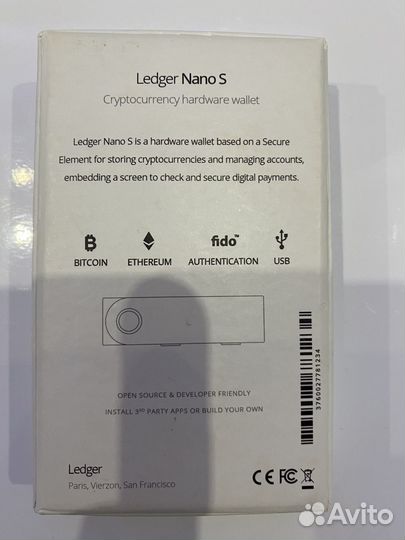 Ledger Nano S
Cryptocurrency hardware wallet
Ledger Nano S is a hardware wallet based on a Secure
Element for storing cryptocurrencies and managing accounts,
embedding a screen to check and secure digital payments.
fido™
BITCOIN ETHEREUM AUTHENTICATION USB
3760027781234
OPEN SOURCE & DEVELOPER FRIENDLY
INSTALL 3RD PARTY APPS OR BUILD YOUR OWN
Ledger
Paris, Vierzon, San Francisco
CE FC
Avito